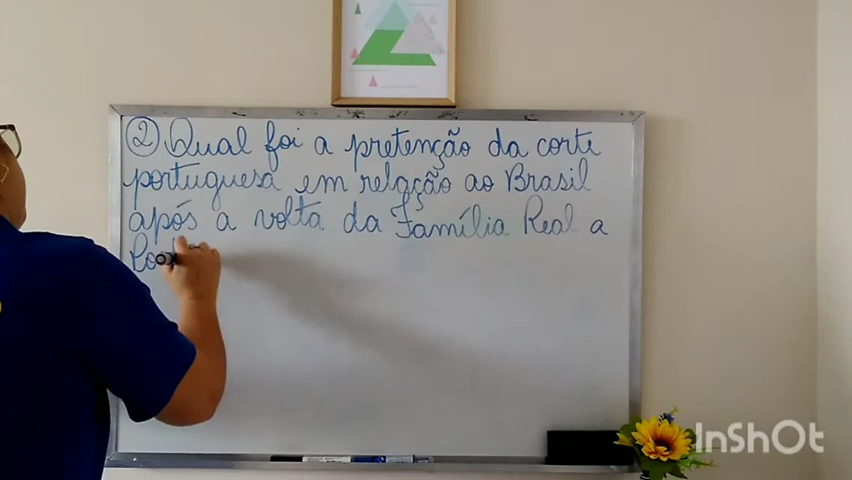 ② Qual foi a pretenção da corte
portuguesa em relação ao Brasil
após a volta da Família Real a
InShOt